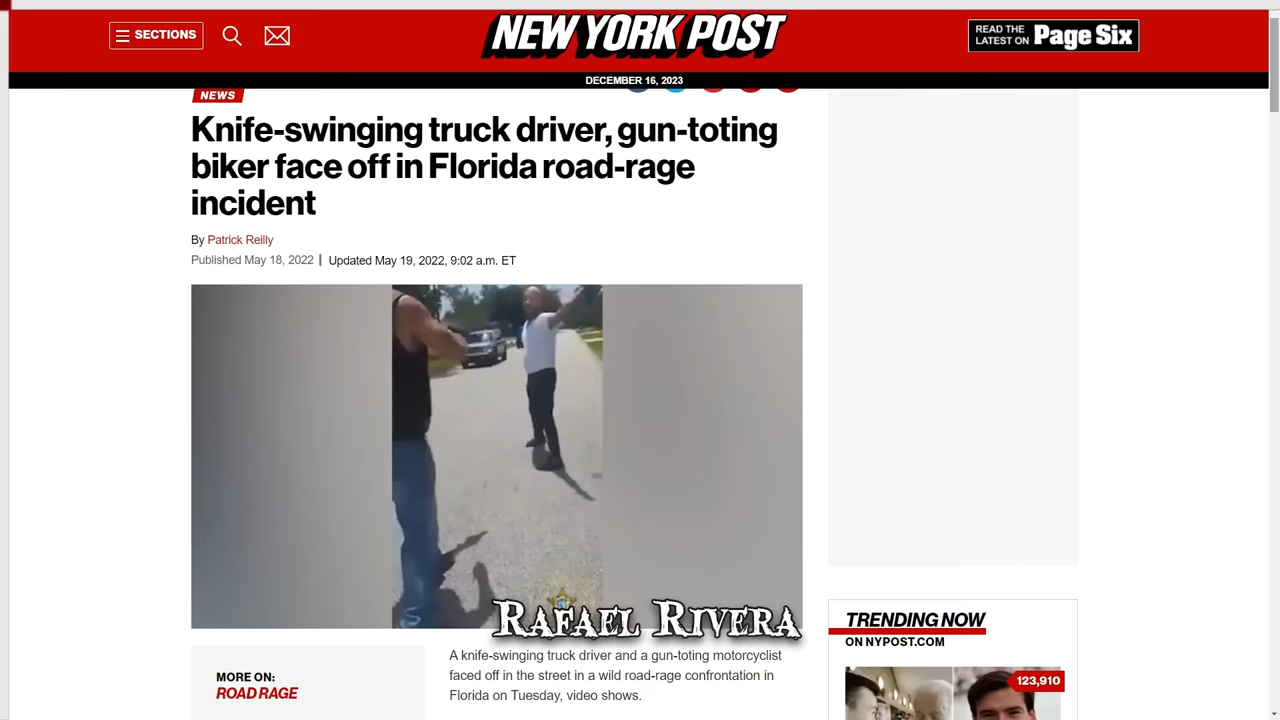 SECTIONS
NEW YORK POST
READ THE
LATEST ON
Page Six
DECEMBER 16, 2023
NEWS
Knife-swinging truck driver, gun-toting
biker face off in Florida road-rage
incident
By Patrick Reilly
Published May 18, 2022 | Updated May 19, 2022, 9:02 a.m. ET
RAFAEL RIVERA
MORE ON:
ROAD RAGE
A knife-swinging truck driver and a gun-toting motorcyclist
faced off in the street in a wild road-rage confrontation in
Florida on Tuesday, video shows.
TRENDING NOW
ON NYPOST.COM
123,910